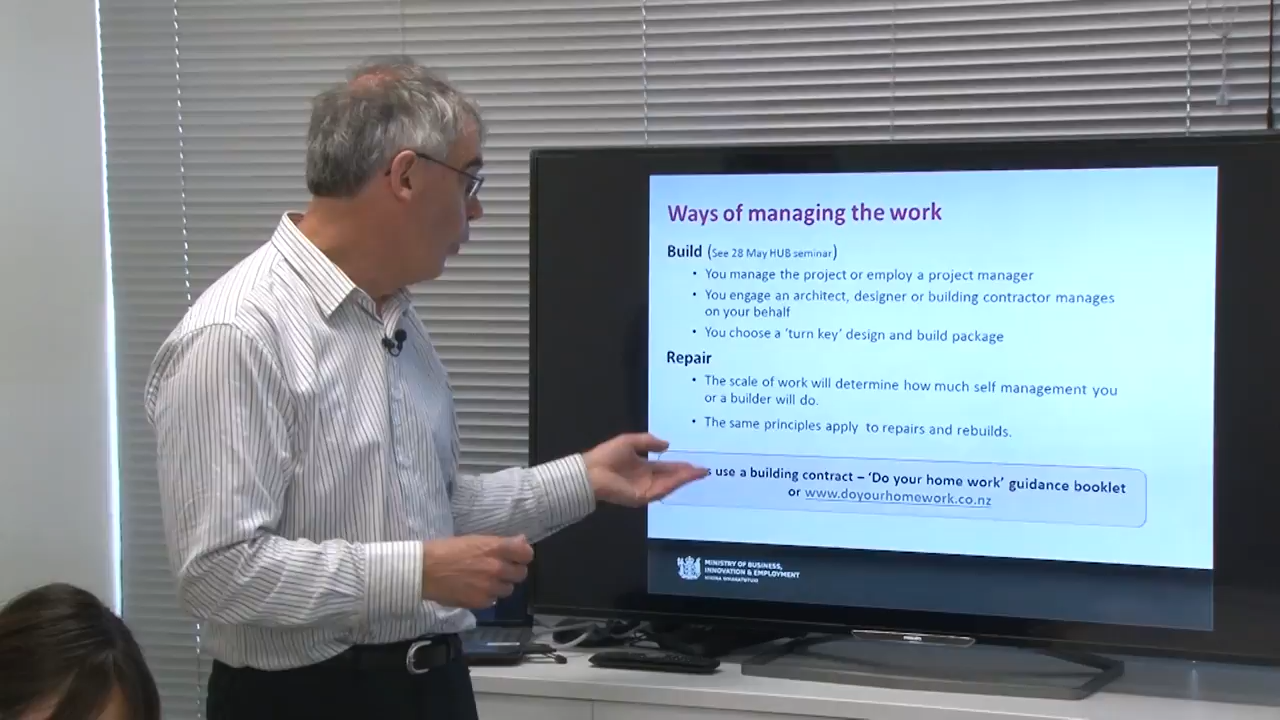 Ways of managing the work
Build (See 28 May HUB seminar)
• You manage the project or employ a project manager
• You engage an architect, designer or building contractor manages
on your behalf
• You choose a ‘turn key’ design and build package
Repair
• The scale of work will determine how much self management you
or a builder will do.
• The same principles apply to repairs and rebuilds.
use a building contract – ‘Do your home work’ guidance booklet
or www.doyourhomework.co.nz
MINISTRY OF BUSINESS,
INNOVATION & EMPLOYMENT
HIKINA WHAKATUTUKI
PHILIPS